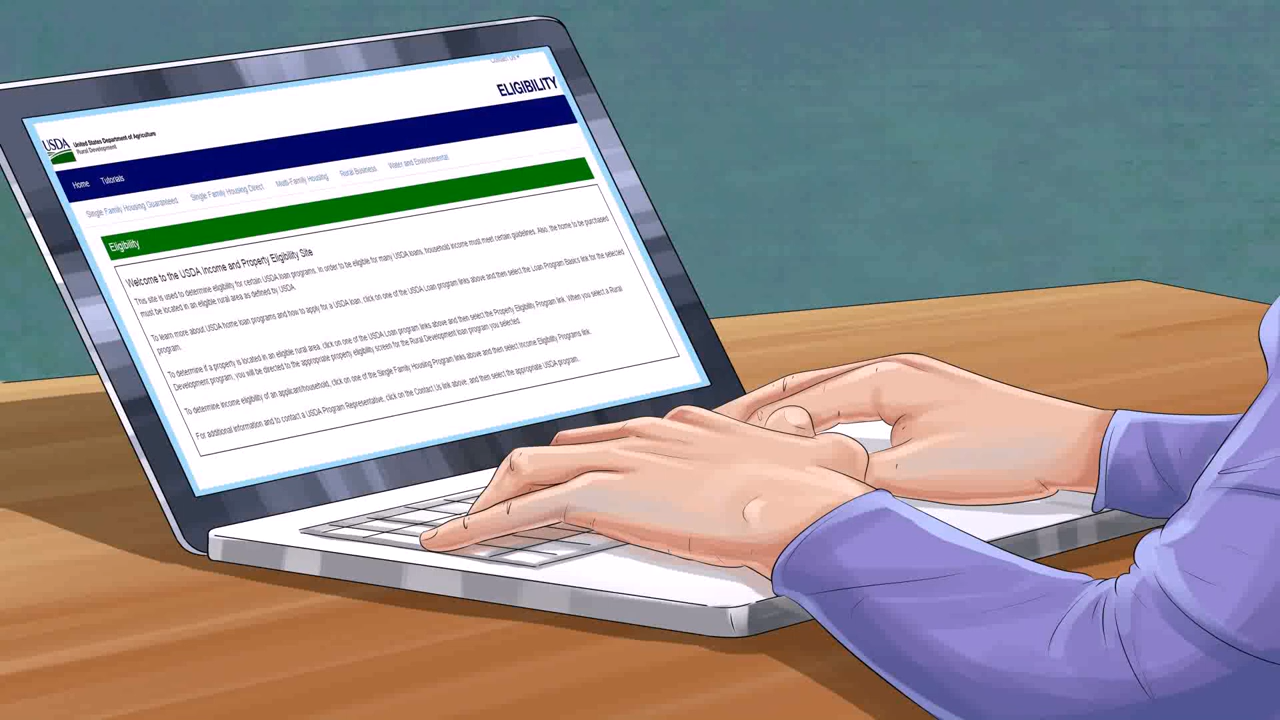 Contact Us
ELIGIBILITY
USDA United States Department of Agriculture
Rural Development
Home Tutorials
Single Family Housing Guaranteed Single Family Housing Direct Multi-Family Housing Rural Business Water and Environmental
Eligibility
Welcome to the USDA Income and Property Eligibility Site
This site is used to determine eligibility for certain USDA loan programs. In order to be eligible for many USDA loans, household income must meet certain guidelines. Also, the home to be purchased
must be located in an eligible rural area as defined by USDA.
To learn more about USDA home loan programs and how to apply for a USDA loan, click on one of the USDA Loan program links above and then select the Loan Program Basics link for the selected
program.
To determine if a property is located in an eligible rural area, click on one of the USDA Loan program links above and then select the Property Eligibility Program link. When you select a Rural
Development program, you will be directed to the appropriate property eligibility screen for the Rural Development loan program you selected.
To determine income eligibility of an applicant/household, click on one of the Single Family Housing Program links above and then select Income Eligibility Programs link.
For additional information and to contact a USDA Program Representative, click on the Contact Us link above, and then select the appropriate USDA program.